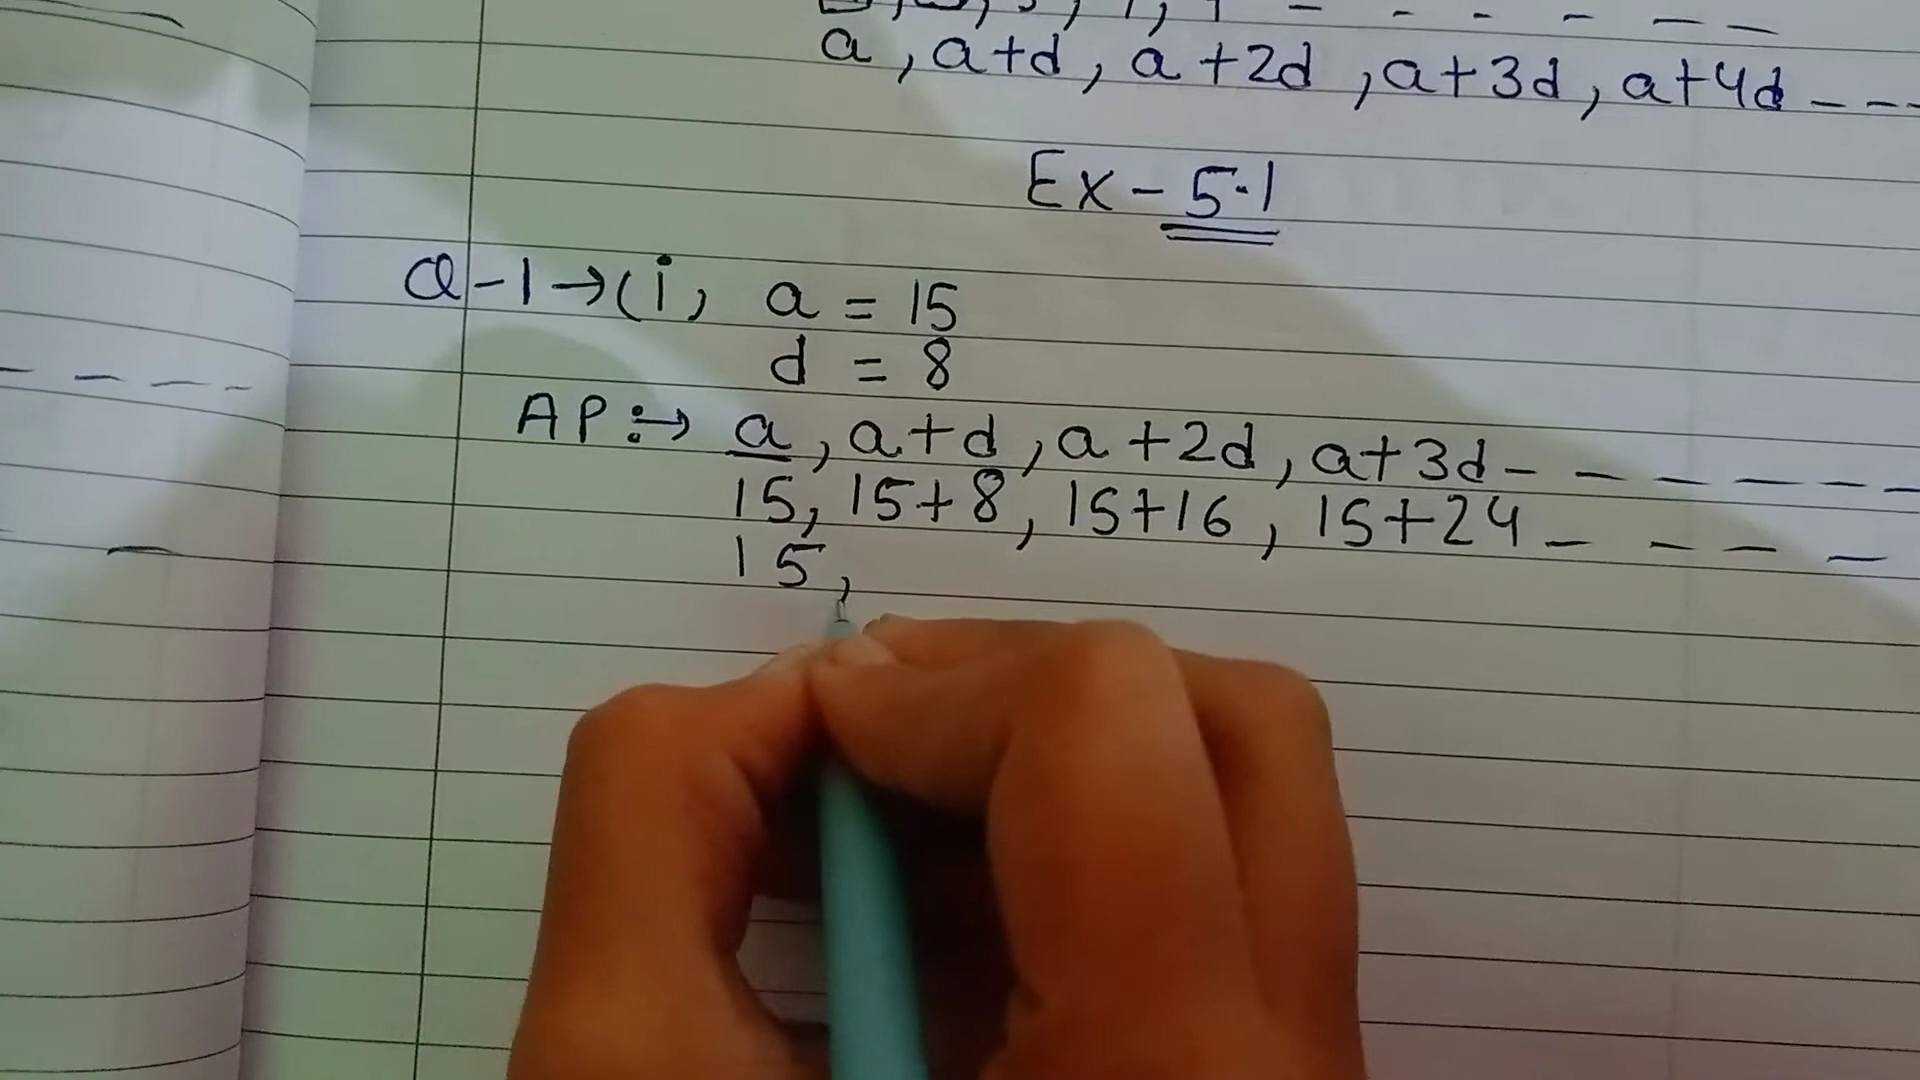 a, a+d, a+2d, a+3d, a+4d - - -
Ex - 5.1
Q-1→(i) a = 15
d = 8
AP:→ a, a+d, a+2d, a+3d - - - - - -
15, 15+8, 15+16, 15+24 - - - -
15,